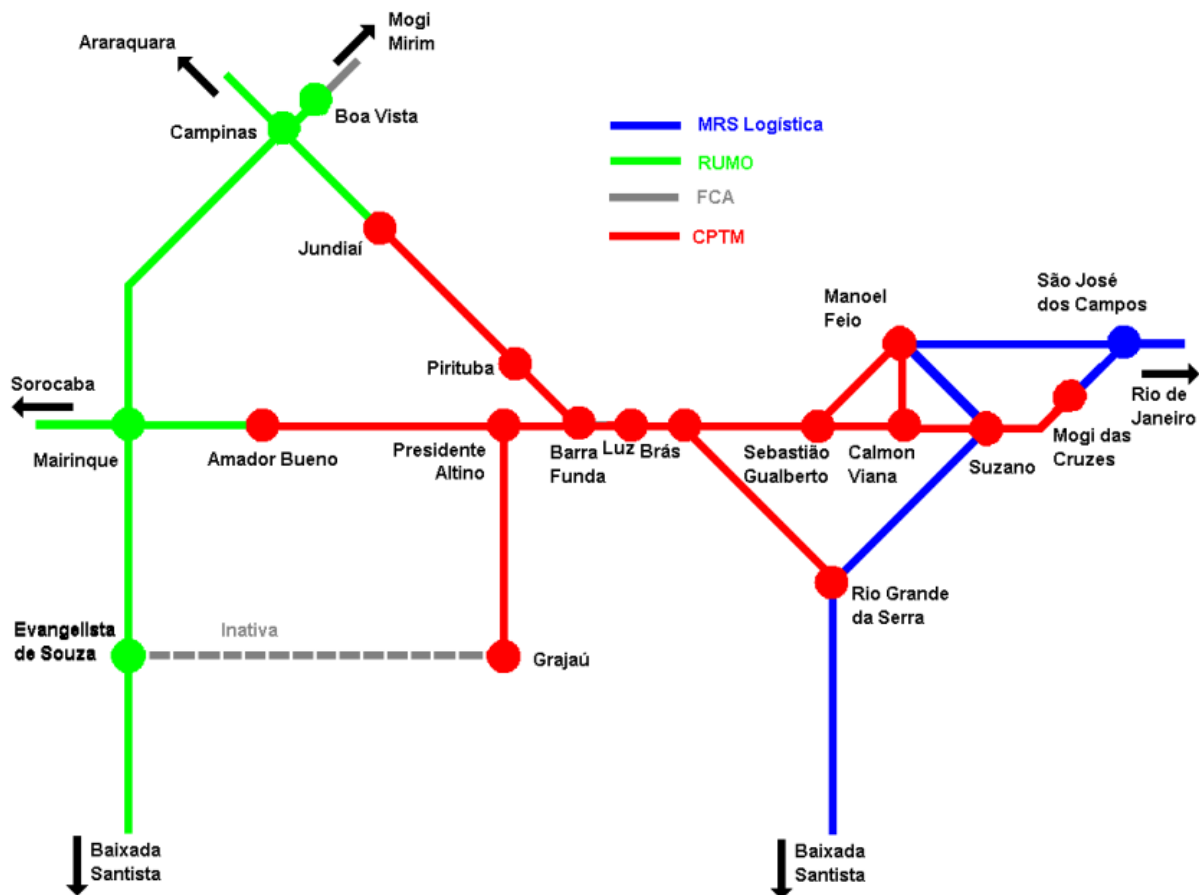 Mogi
Mirim
Araraquara
Boa Vista
Campinas
MRS Logística
RUMO
FCA
CPTM
Jundiaí
São José
dos Campos
Manoel
Feio
Pirituba
Sorocaba
Rio de
Janeiro
Mairinque
Amador Bueno
Presidente
Altino
Barra
Funda
Luz
Brás
Sebastião
Gualberto
Calmon
Viana
Suzano
Mogi das
Cruzes
Rio Grande
da Serra
Evangelista
de Souza
Inativa
Grajaú
Baixada
Santista
Baixada
Santista